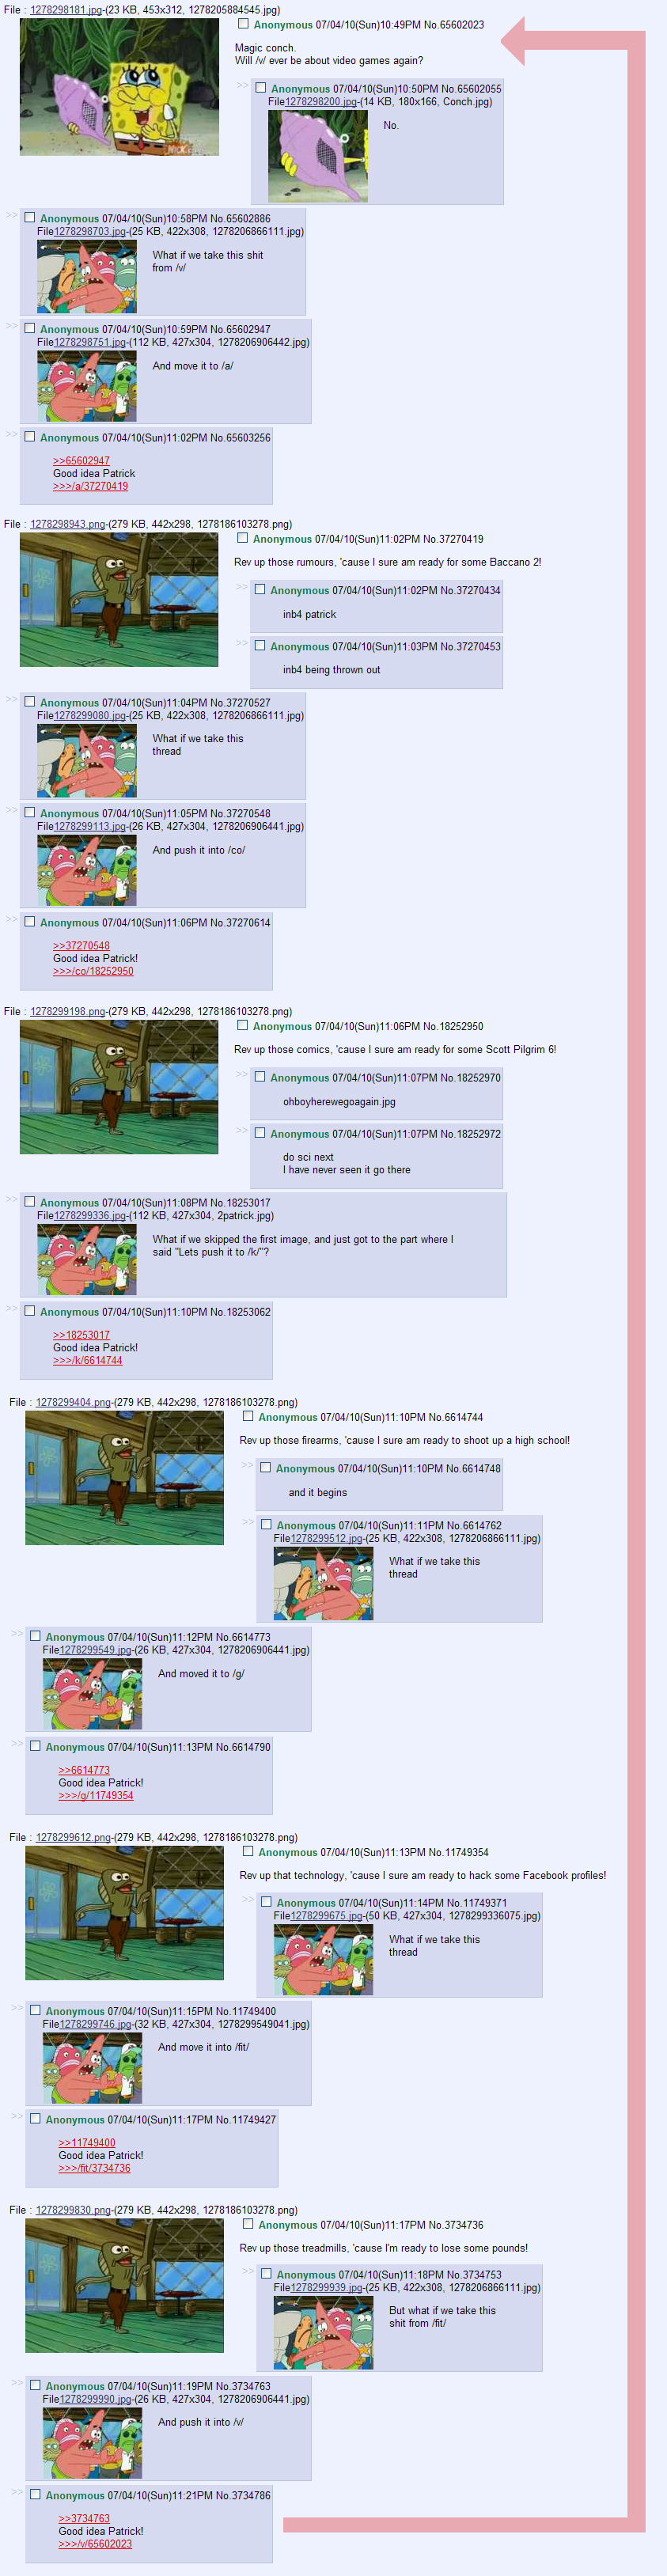 File : 1278298181.jpg-(23 KB, 453x312, 1278205884545.jpg)
Anonymous 07/04/10(Sun)10:49PM No.65602023
Magic conch.
Will /v/ ever be about video games again?
>> Anonymous 07/04/10(Sun)10:50PM No.65602055
File1278298200.jpg-(14 KB, 180x166, Conch.jpg)
No.
>> Anonymous 07/04/10(Sun)10:58PM No.65602886
File1278298703.jpg-(25 KB, 422x308, 1278206866111.jpg)
What if we take this shit
from /v/
>> Anonymous 07/04/10(Sun)10:59PM No.65602947
File1278298751.jpg-(112 KB, 427x304, 1278206906442.jpg)
And move it to /a/
>> Anonymous 07/04/10(Sun)11:02PM No.65603256
>>65602947
Good idea Patrick
>>>/a/37270419
File : 1278298943.png-(279 KB, 442x298, 1278186103278.png)
Anonymous 07/04/10(Sun)11:02PM No.37270419
Rev up those rumours, 'cause I sure am ready for some Baccano 2!
>> Anonymous 07/04/10(Sun)11:02PM No.37270434
inb4 patrick
>> Anonymous 07/04/10(Sun)11:03PM No.37270453
inb4 being thrown out
>> Anonymous 07/04/10(Sun)11:04PM No.37270527
File1278299080.jpg-(25 KB, 422x308, 1278206866111.jpg)
What if we take this
thread
>> Anonymous 07/04/10(Sun)11:05PM No.37270548
File1278299113.jpg-(26 KB, 427x304, 1278206906441.jpg)
And push it into /co/
>> Anonymous 07/04/10(Sun)11:06PM No.37270614
>>37270548
Good idea Patrick!
>>>/co/18252950
File : 1278299198.png-(279 KB, 442x298, 1278186103278.png)
Anonymous 07/04/10(Sun)11:06PM No.18252950
Rev up those comics, 'cause I sure am ready for some Scott Pilgrim 6!
>> Anonymous 07/04/10(Sun)11:07PM No.18252970
ohboyherewegoagain.jpg
>> Anonymous 07/04/10(Sun)11:07PM No.18252972
do sci next
I have never seen it go there
>> Anonymous 07/04/10(Sun)11:08PM No.18253017
File1278299336.jpg-(112 KB, 427x304, 2patrick.jpg)
What if we skipped the first image, and just got to the part where I
said "Lets push it to /k/"?
>> Anonymous 07/04/10(Sun)11:10PM No.18253062
>>18253017
Good idea Patrick!
>>>/k/6614744
File : 1278299404.png-(279 KB, 442x298, 1278186103278.png)
Anonymous 07/04/10(Sun)11:10PM No.6614744
Rev up those firearms, 'cause I sure am ready to shoot up a high school!
>> Anonymous 07/04/10(Sun)11:10PM No.6614748
and it begins
>> Anonymous 07/04/10(Sun)11:11PM No.6614762
File1278299512.jpg-(25 KB, 422x308, 1278206866111.jpg)
What if we take this
thread
>> Anonymous 07/04/10(Sun)11:12PM No.6614773
File1278299549.jpg-(26 KB, 427x304, 1278206906441.jpg)
And moved it to /g/
>> Anonymous 07/04/10(Sun)11:13PM No.6614790
>>6614773
Good idea Patrick!
>>>/g/11749354
File : 1278299612.png-(279 KB, 442x298, 1278186103278.png)
Anonymous 07/04/10(Sun)11:13PM No.11749354
Rev up that technology, 'cause I sure am ready to hack some Facebook profiles!
>> Anonymous 07/04/10(Sun)11:14PM No.11749371
File1278299675.jpg-(50 KB, 427x304, 1278299336075.jpg)
What if we take this
thread
>> Anonymous 07/04/10(Sun)11:15PM No.11749400
File1278299746.jpg-(32 KB, 427x304, 1278299549041.jpg)
And move it into /fit/
>> Anonymous 07/04/10(Sun)11:17PM No.11749427
>>11749400
Good idea Patrick!
>>>/fit/3734736
File : 1278299830.png-(279 KB, 442x298, 1278186103278.png)
Anonymous 07/04/10(Sun)11:17PM No.3734736
Rev up those treadmills, 'cause I'm ready to lose some pounds!
>> Anonymous 07/04/10(Sun)11:18PM No.3734753
File1278299939.jpg-(25 KB, 422x308, 1278206866111.jpg)
But what if we take this
shit from /fit/
>> Anonymous 07/04/10(Sun)11:19PM No.3734763
File1278299990.jpg-(26 KB, 427x304, 1278206906441.jpg)
And push it into /v/
>> Anonymous 07/04/10(Sun)11:21PM No.3734786
>>3734763
Good idea Patrick!
>>>/v/65602023